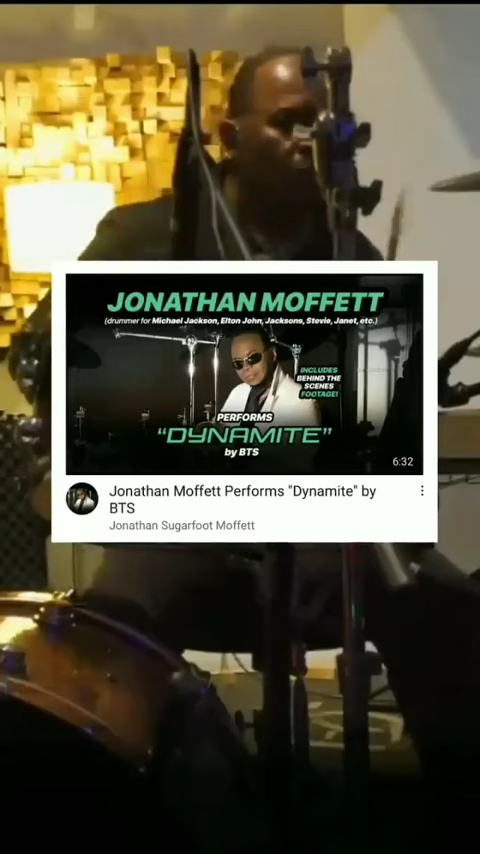 JONATHAN MOFFETT
(drummer for Michael Jackson, Elton John, Jacksons, Stevie, Janet, etc.)
INCLUDES
BEHIND THE
SCENES
FOOTAGE!
PERFORMS
“DYNAMITE”
by BTS
6:32
Jonathan Moffett Performs "Dynamite" by
BTS
Jonathan Sugarfoot Moffett